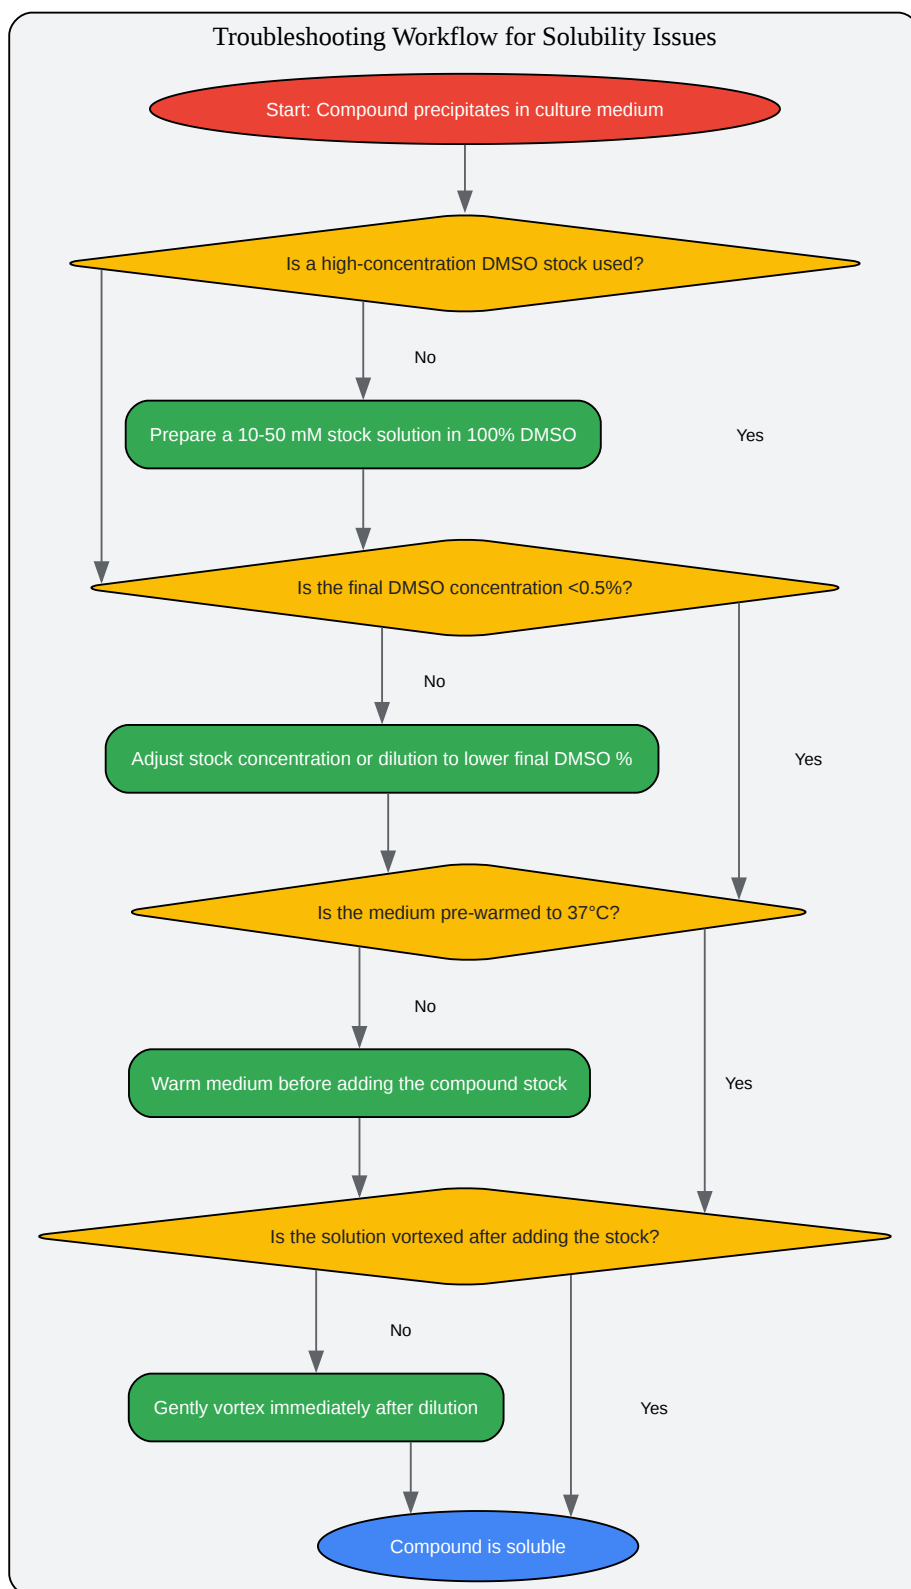 Troubleshooting Workflow for Solubility Issues
Start: Compound precipitates in culture medium
Is a high-concentration DMSO stock used?
No
Prepare a 10-50 mM stock solution in 100% DMSO
Yes
Is the final DMSO concentration <0.5%?
No
Adjust stock concentration or dilution to lower final DMSO %
Yes
Is the medium pre-warmed to 37°C?
No
Warm medium before adding the compound stock
Yes
Is the solution vortexed after adding the stock?
No
Gently vortex immediately after dilution
Yes
Compound is soluble